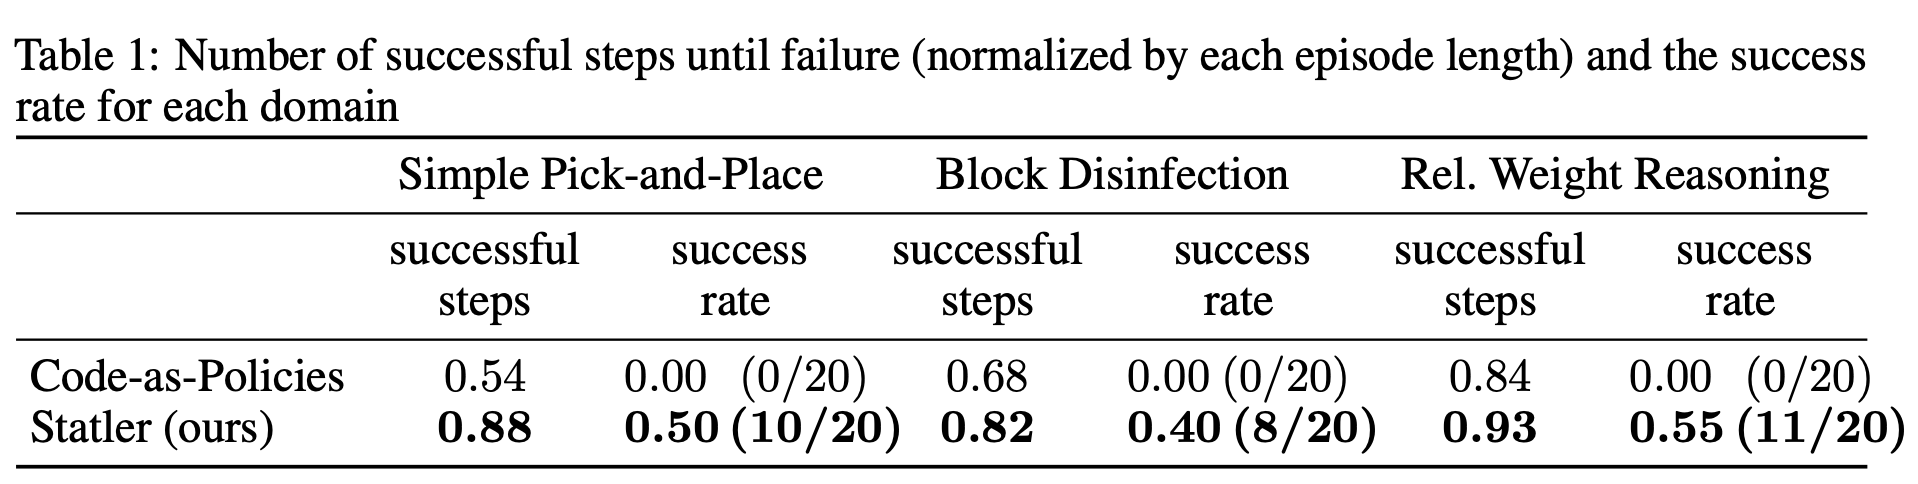 Table 1: Number of successful steps until failure (normalized by each episode length) and the success
rate for each domain
Simple Pick-and-Place Block Disinfection Rel. Weight Reasoning
successful success successful success successful success
steps rate steps rate steps rate
Code-as-Policies 0.54 0.00 (0/20) 0.68 0.00 (0/20) 0.84 0.00 (0/20)
Statler (ours) 0.88 0.50 (10/20) 0.82 0.40 (8/20) 0.93 0.55 (11/20)